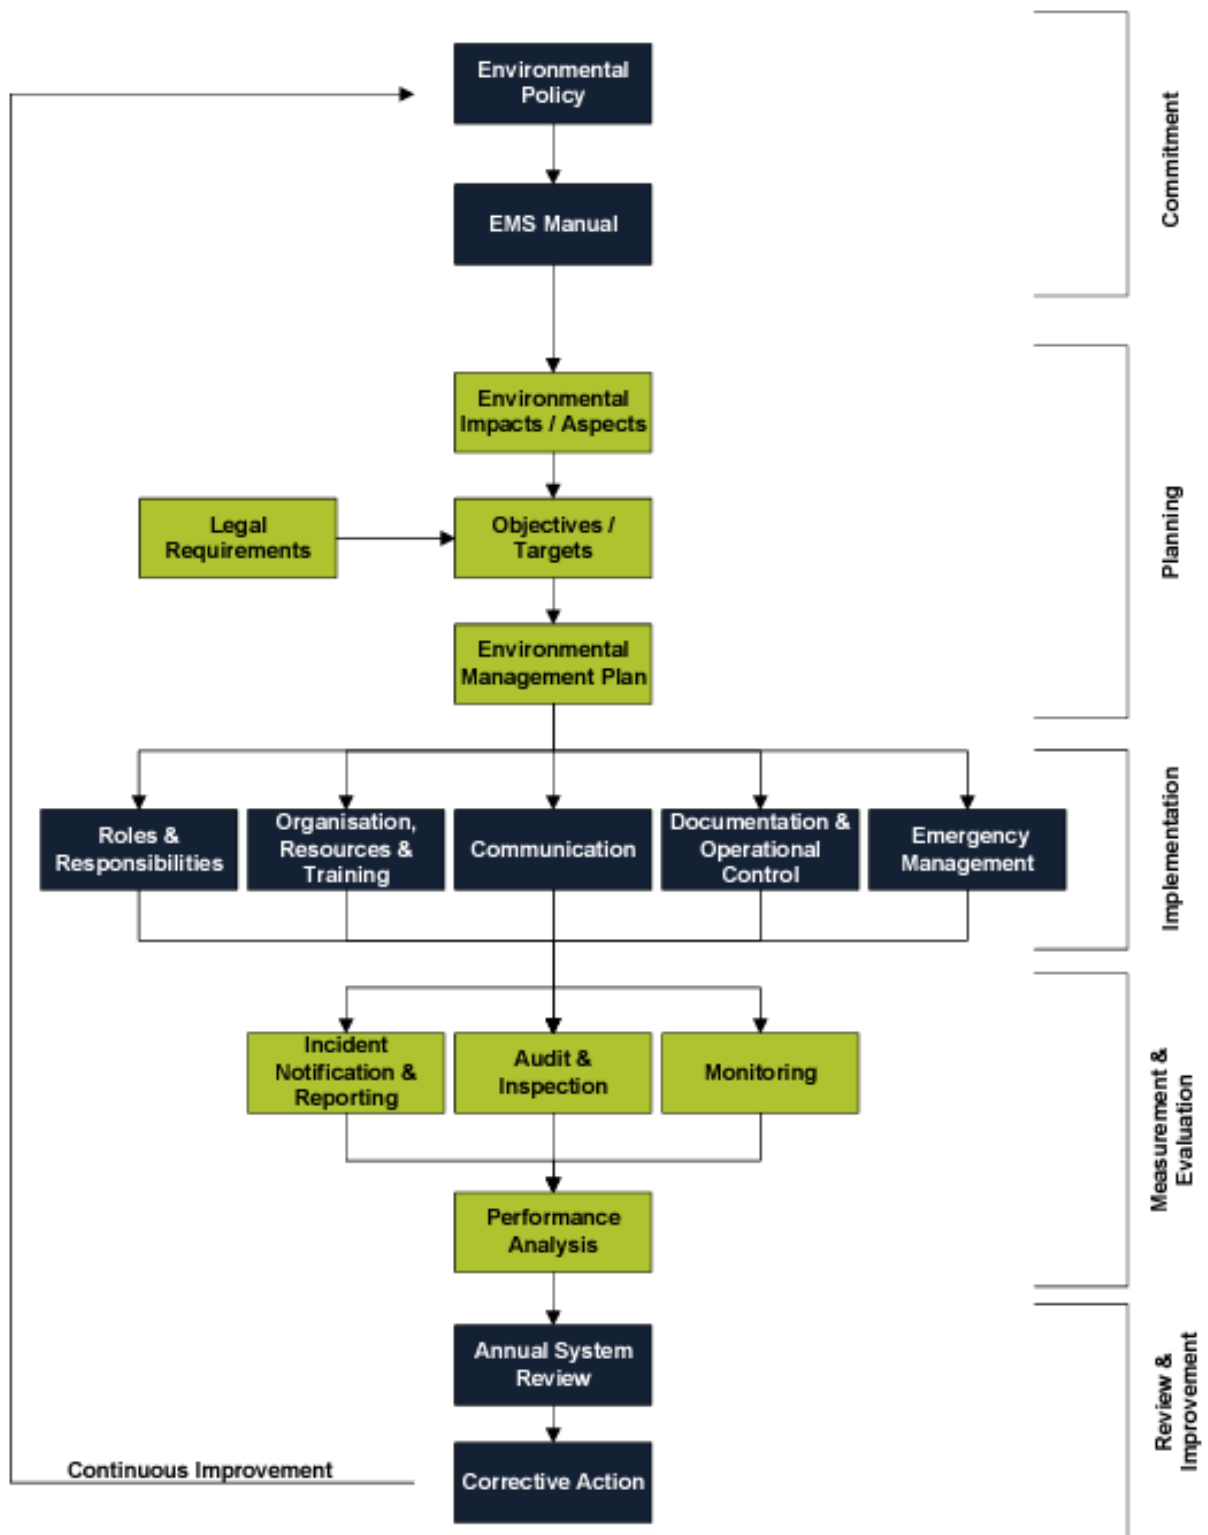 Environmental
Policy
Commitment
EMS Manual
Environmental
Impacts / Aspects
Planning
Legal
Requirements
Objectives /
Targets
Environmental
Management Plan
Implementation
Roles &
Responsibilities
Organisation,
Resources &
Training
Communication
Documentation &
Operational
Control
Emergency
Management
Measurement &
Evaluation
Incident
Notification &
Reporting
Audit &
Inspection
Monitoring
Performance
Analysis
Annual System
Review
Review &
Improvement
Continuous Improvement
Corrective Action